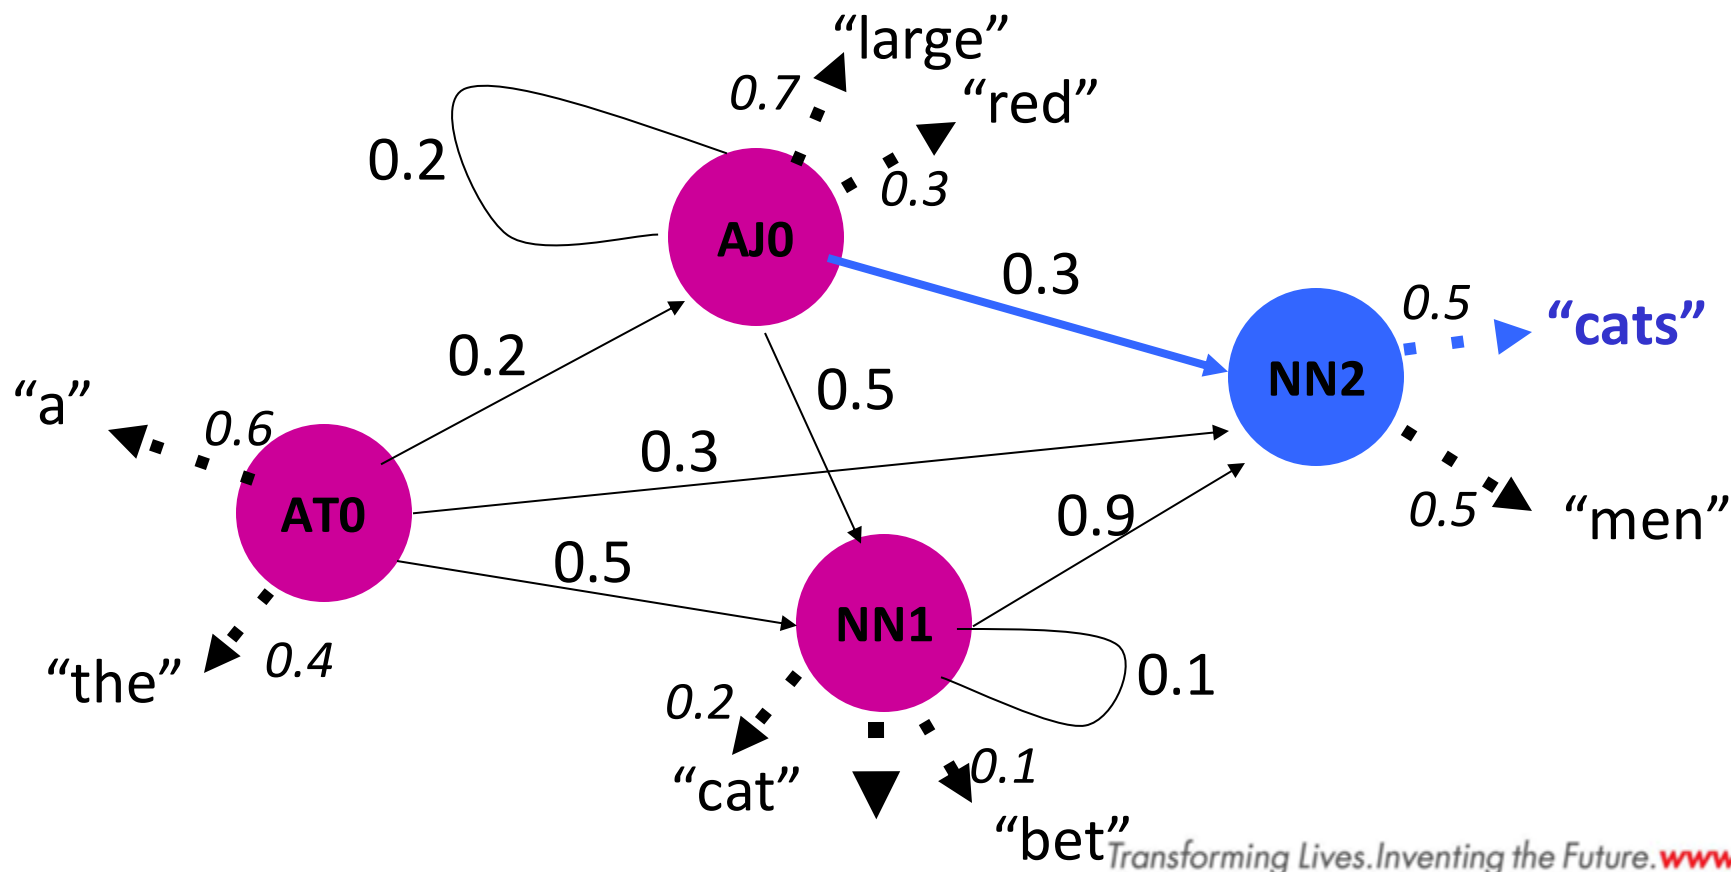 “large”
0.7
“red”
0.2
0.3
AJ0
0.3
0.5
“cats”
0.2
NN2
0.5
“a”
0.6
0.3
0.9
0.5
“men”
AT0
0.5
NN1
“the”
0.4
0.2
0.1
“cat”
0.1
“bet”
Transforming Lives.Inventing the Future.www